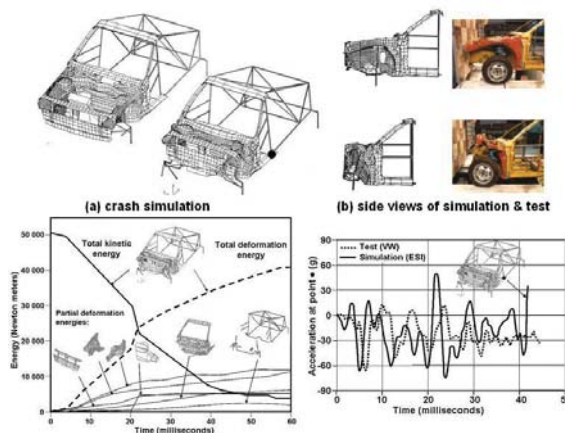 (a) crash simulation
(b) side views of simulation & test
50 000
40 000
30 000
20 000
10 000
0
Energy (Newton meters)
Total kinetic
energy
Total deformation
energy
Partial deformation
energies:
0 10 20 30 40 50 60
Time (milliseconds)
90
60
30
0
-30
-60
-90
Acceleration at point ● (g)
Test (VW)
Simulation (ESI)
0 10 20 30 40 50
Time (milliseconds)